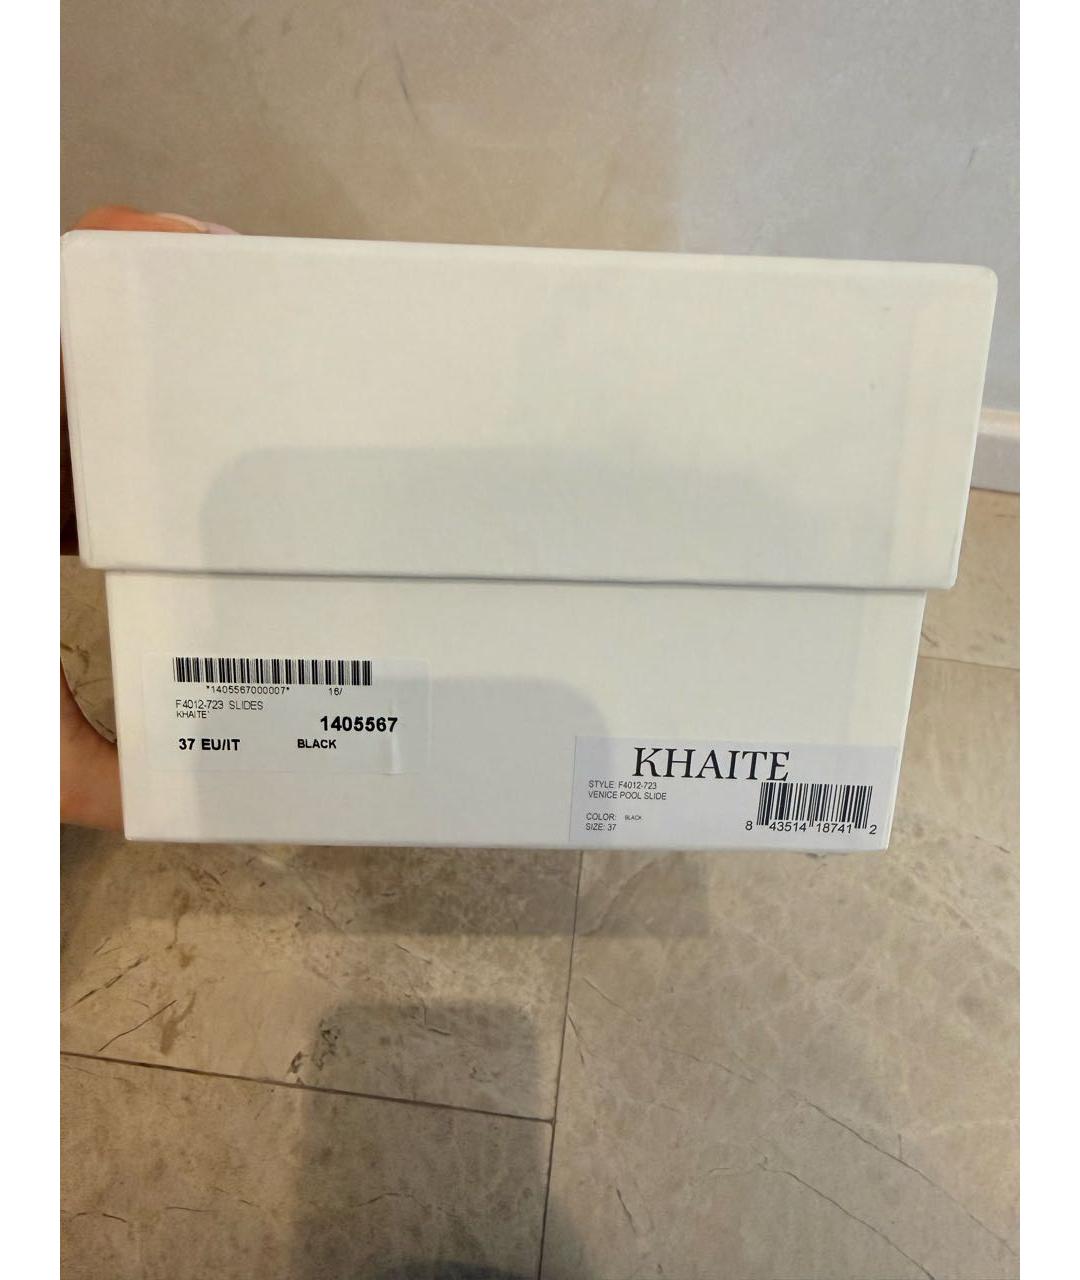 *1405567000007* 16/
F4012-723 SLIDES
KHAITE
1405567
37 EU/IT BLACK
KHAITE
STYLE: F4012-723
VENICE POOL SLIDE
COLOR: BLACK
SIZE: 37
8 43514 18741 2